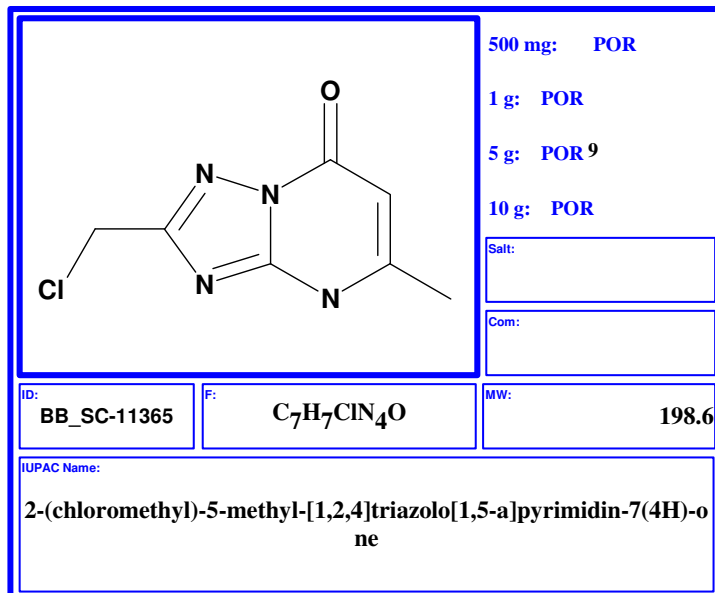 500 mg: POR
1 g: POR
5 g: POR 9
10 g: POR
O
N
N
N
N
Cl
Salt:
Com:
ID:
BB_SC-11365
F:
C7H7ClN4O
MW:
198.6
IUPAC Name:
2-(chloromethyl)-5-methyl-[1,2,4]triazolo[1,5-a]pyrimidin-7(4H)-o
ne